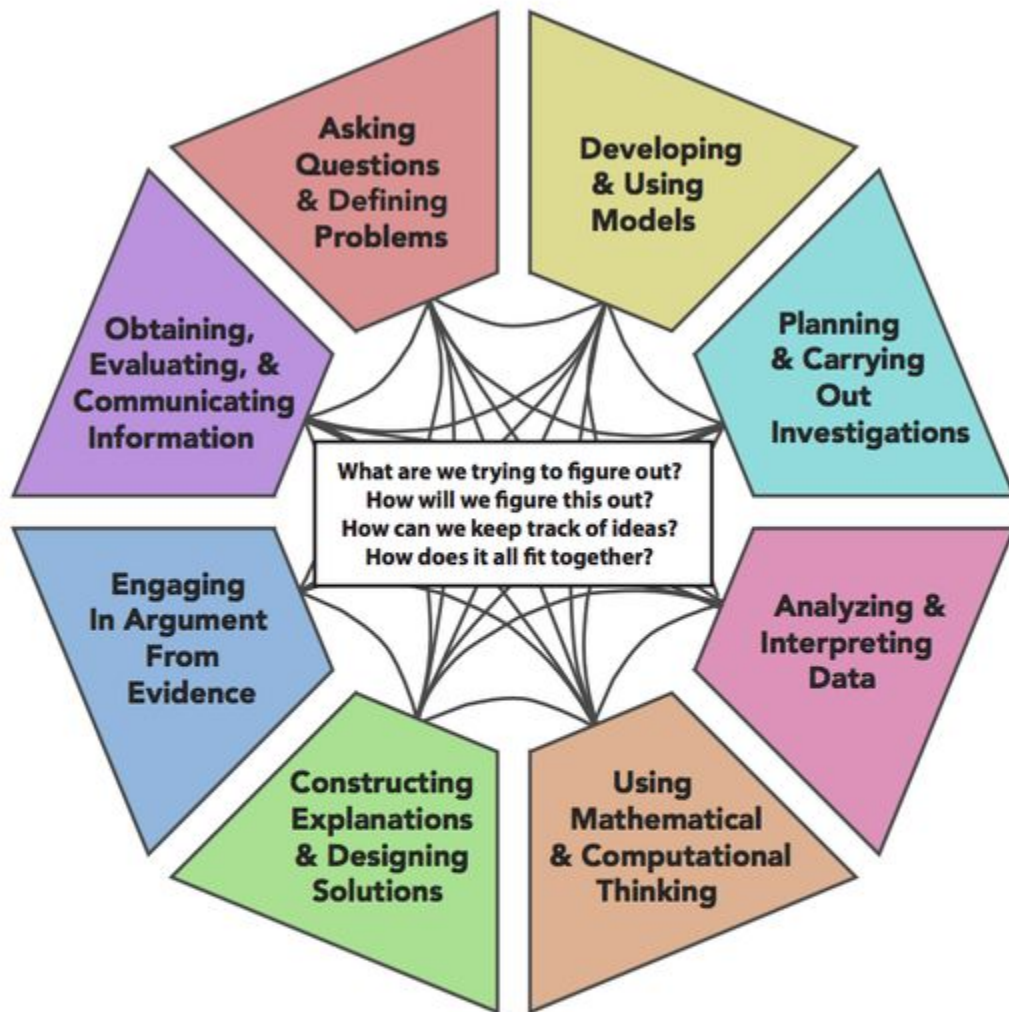 Asking
Questions
& Defining
Problems
Developing
& Using
Models
Planning
& Carrying
Out
Investigations
Analyzing &
Interpreting
Data
Using
Mathematical
& Computational
Thinking
Constructing
Explanations
& Designing
Solutions
Engaging
In Argument
From
Evidence
Obtaining,
Evaluating, &
Communicating
Information
What are we trying to figure out?
How will we figure this out?
How can we keep track of ideas?
How does it all fit together?